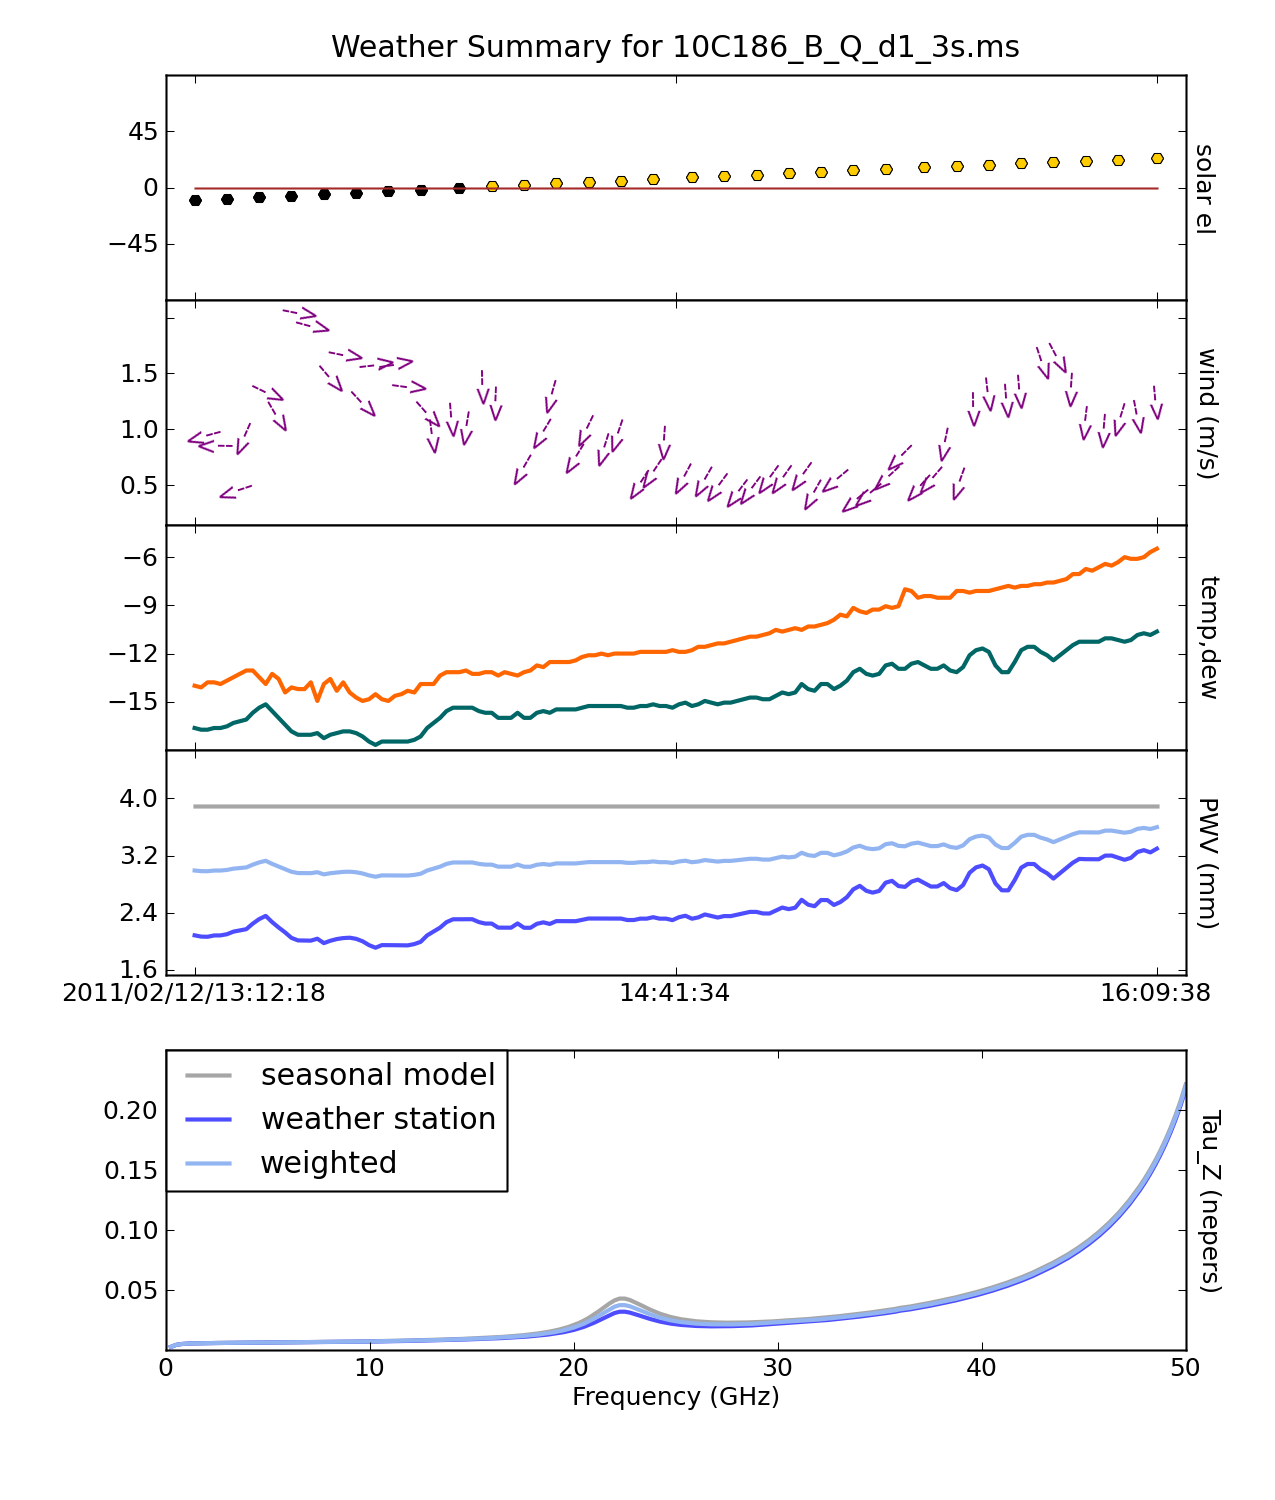 Weather Summary for 10C186_B_Q_d1_3s.ms
45
0
−45
solar el
1.5
1.0
0.5
wind (m/s)
−6
−9
−12
−15
temp,dew
4.0
3.2
2.4
1.6
PWV (mm)
2011/02/12/13:12:18 14:41:34 16:09:38
seasonal model
weather station
weighted
0.20
0.15
0.10
0.05
Tau_Z (nepers)
0 10 20 30 40 50
Frequency (GHz)